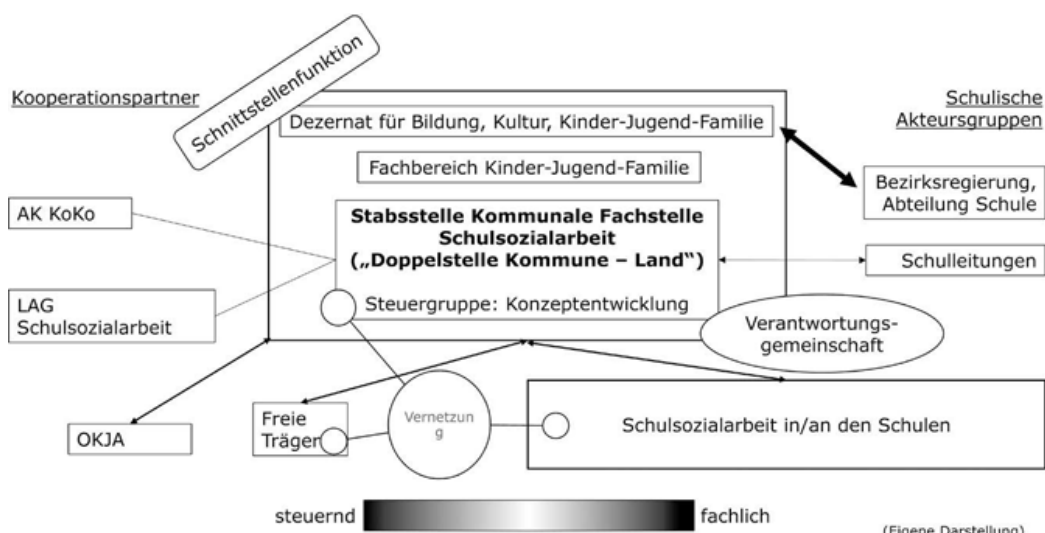 Kooperationspartner
Schnittstellenfunktion
Schulische
Akteursgruppen
Dezernat für Bildung, Kultur, Kinder-Jugend-Familie
Fachbereich Kinder-Jugend-Familie
Bezirksregierung,
Abteilung Schule
AK KoKo
Stabsstelle Kommunale Fachstelle
Schulsozialarbeit
(„Doppelstelle Kommune – Land“)
Steuergruppe: Konzeptentwicklung
Schulleitungen
LAG
Schulsozialarbeit
Verantwortungs-
gemeinschaft
OKJA
Freie
Träger
Vernetzun
g
Schulsozialarbeit in/an den Schulen
steuernd
fachlich
(Eigene Darstellung)